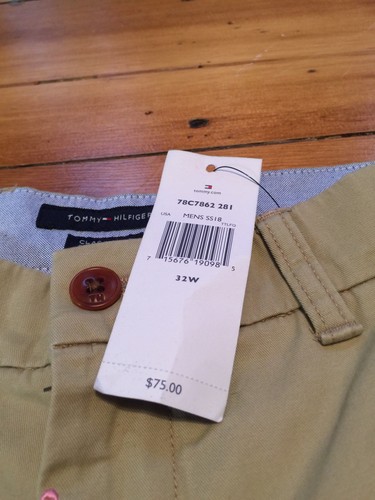 tommy.com
78C7862 281
USA MENS SS18
7 15676 19098 5
32W
$75.00
TOMMY HILFIGER